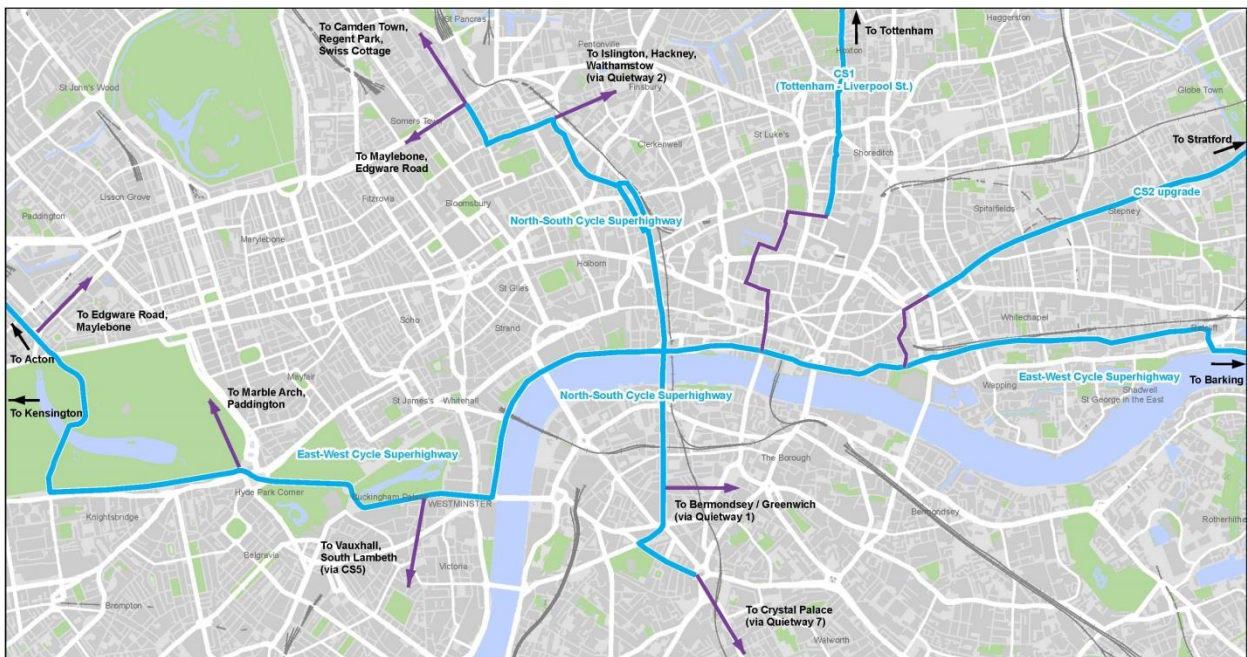 To Camden Town,
Regent Park,
Swiss Cottage
St Pancras
Pentonville
To Islington, Hackney,
Walthamstow
(via Quietway 2)
Finsbury
Hoxton
To Tottenham
Haggerston
CS1
(Tottenham - Liverpool St.)
St John's Wood
Globe Town
Somers Town
St Luke's
Clerkenwell
Shoreditch
To Stratford
To Maylebone,
Edgware Road
CS2 upgrade
Lisson Grove
Fitzrovia
Bloomsbury
Spitalfields
Stepney
Paddington
North-South Cycle Superhighway
Marylebone
Holborn
St Giles
To Edgware Road,
Maylebone
Soho
Strand
Whitechapel
Ratcliff
To Acton
Mayfair
East-West Cycle Superhighway
To Barking
Wapping
Shadwell
St George in the East
To Kensington
To Marble Arch,
Paddington
St James's
Whitehall
North-South Cycle Superhighway
East-West Cycle Superhighway
The Borough
Hyde Park Corner
Buckingham Palace
WESTMINSTER
To Bermondsey / Greenwich
(via Quietway 1)
Knightsbridge
Bermondsey
Rotherhithe
To Vauxhall,
South Lambeth
(via CS5)
Belgravia
Victoria
Brompton
To Crystal Palace
(via Quietway 7)
Walworth